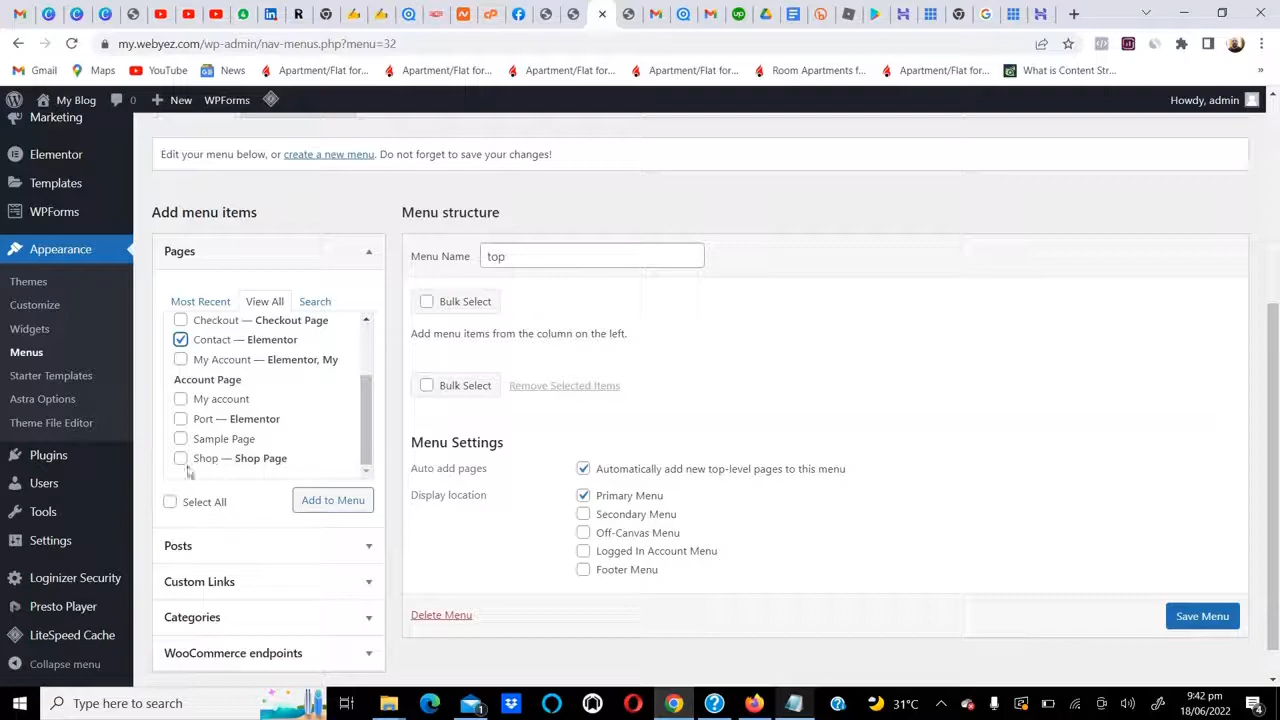 my.webyez.com/wp-admin/nav-menus.php?menu=32
Gmail
Maps
YouTube
News
Apartment/Flat for...
Apartment/Flat for...
Apartment/Flat for...
Apartment/Flat for...
Room Apartments f...
Apartment/Flat for...
What is Content Str...
»
My Blog
0
New
WPForms
Howdy, admin
Marketing
Elementor
Templates
WPForms
Appearance
Themes
Customize
Widgets
Menus
Starter Templates
Astra Options
Theme File Editor
Plugins
Users
Tools
Settings
Loginizer Security
Presto Player
LiteSpeed Cache
Collapse menu
Edit your menu below, or create a new menu. Do not forget to save your changes!
Add menu items
Pages
Most Recent
View All
Search
Checkout — Checkout Page
Contact — Elementor
My Account — Elementor, My
Account Page
My account
Port — Elementor
Sample Page
Shop — Shop Page
Select All
Add to Menu
Posts
Custom Links
Categories
WooCommerce endpoints
Menu structure
Menu Name
top
Bulk Select
Add menu items from the column on the left.
Bulk Select
Remove Selected Items
Menu Settings
Auto add pages
Automatically add new top-level pages to this menu
Display location
Primary Menu
Secondary Menu
Off-Canvas Menu
Logged In Account Menu
Footer Menu
Delete Menu
Save Menu
Type here to search
1
31°C
9:42 pm
18/06/2022
4